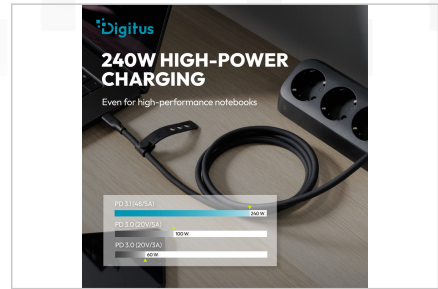 Digitus
240W HIGH-POWER
CHARGING
Even for high-performance notebooks
PD 3.1 (48/5A)
260 W
PD 3.0 (20V/5A)
100 W
PD 3.0 (20V/3A)
60 W